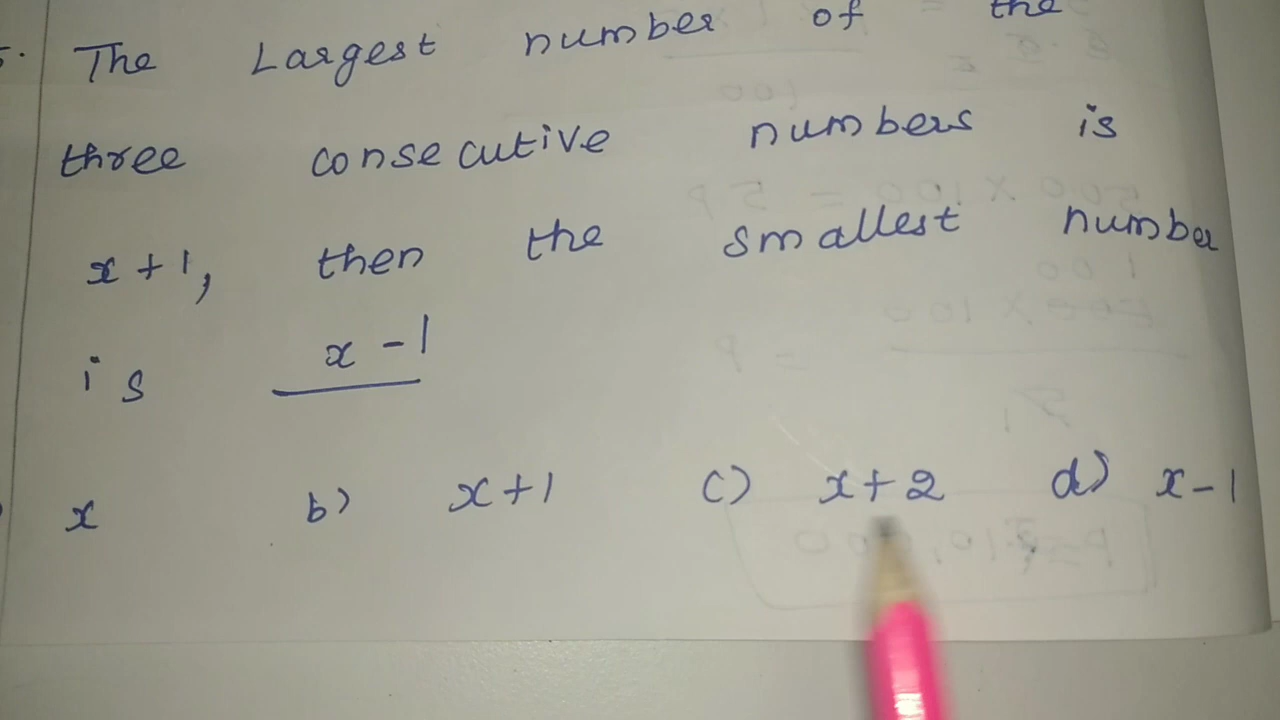 5. The Largest number of the
three consecutive numbers is
x+1, then the smallest number
is x-1
x b) x+1 c) x+2 d) x-1